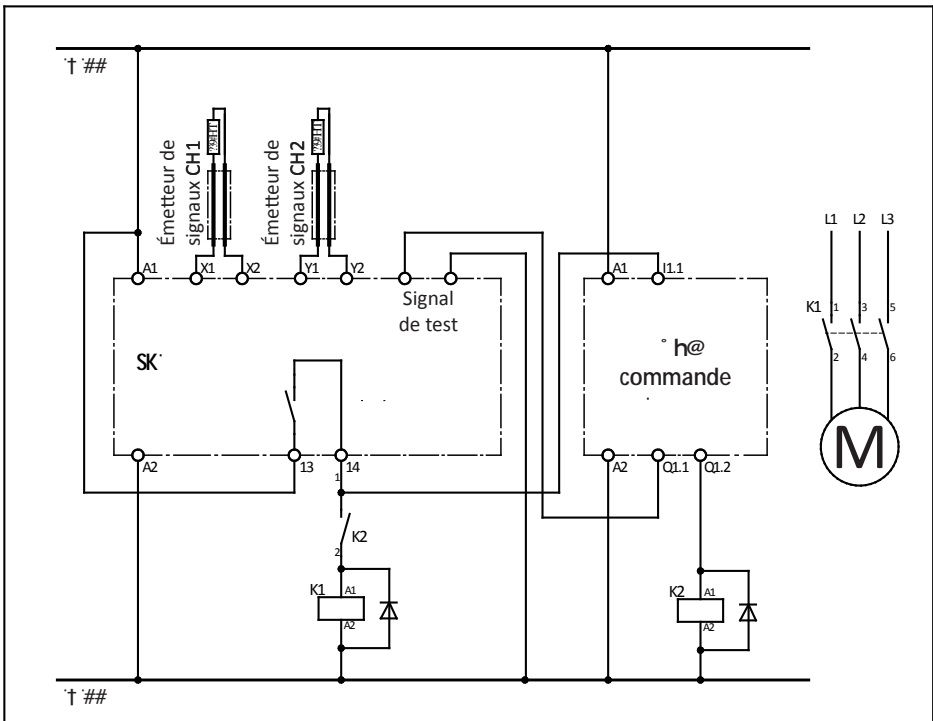 Émetteur de
signaux CH1
Émetteur de
signaux CH2
L1 L2 L3
A1 X1 X2 Y1 Y2 A1 I1.1
Signal
de test
K1 1 3 5
2 4 6
SK
commande
M
A2 13 14 A2 Q1.1 Q1.2
1
K2
2
K1 A1
A2
K2 A1
A2